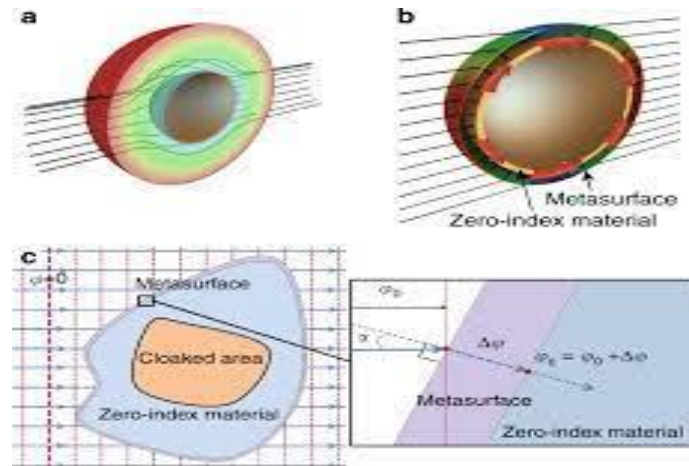 a
b
Metasurface
Zero-index material
c
φ=0
Metasurface
Cloaked area
Zero-index material
φ₀
α
Δφ
φₑ = φ₀ + Δφ
Metasurface
Zero-index material